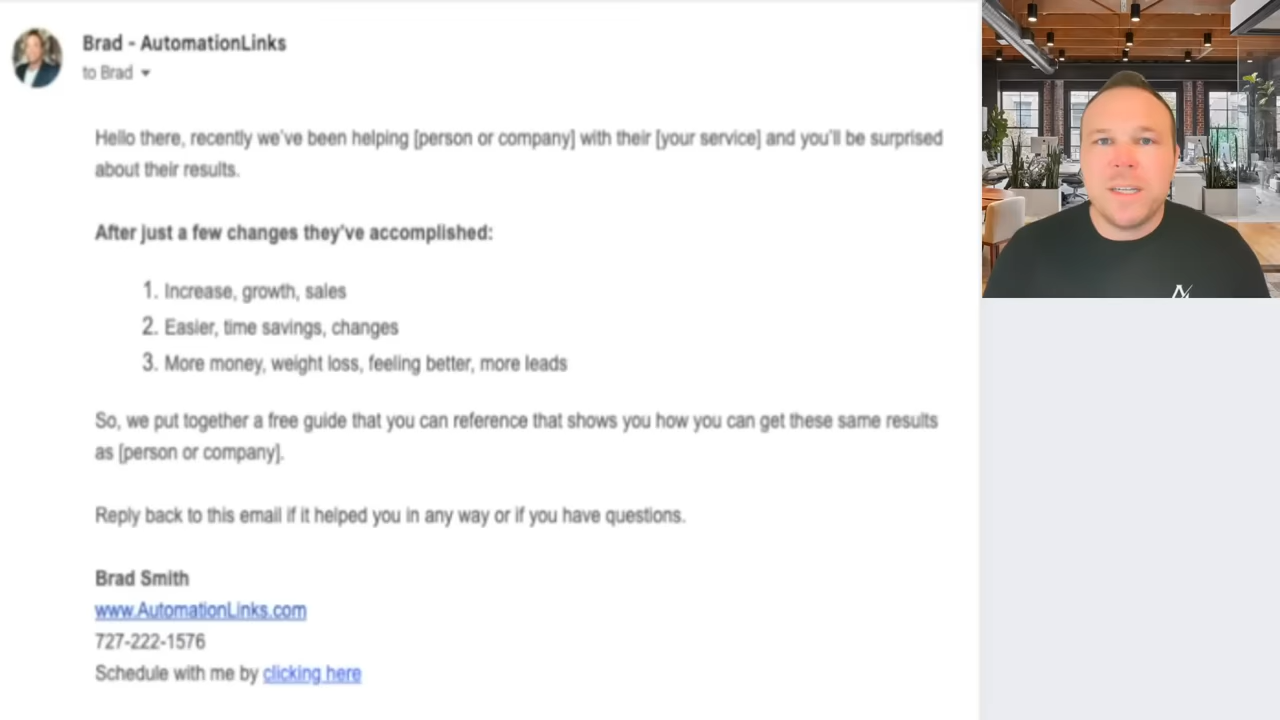 Brad - AutomationLinks
to Brad
Hello there, recently we've been helping [person or company] with their [your service] and you'll be surprised
about their results.
After just a few changes they've accomplished:
1. Increase, growth, sales
2. Easier, time savings, changes
3. More money, weight loss, feeling better, more leads
So, we put together a free guide that you can reference that shows you how you can get these same results
as [person or company].
Reply back to this email if it helped you in any way or if you have questions.
Brad Smith
www.AutomationLinks.com
727-222-1576
Schedule with me by clicking here